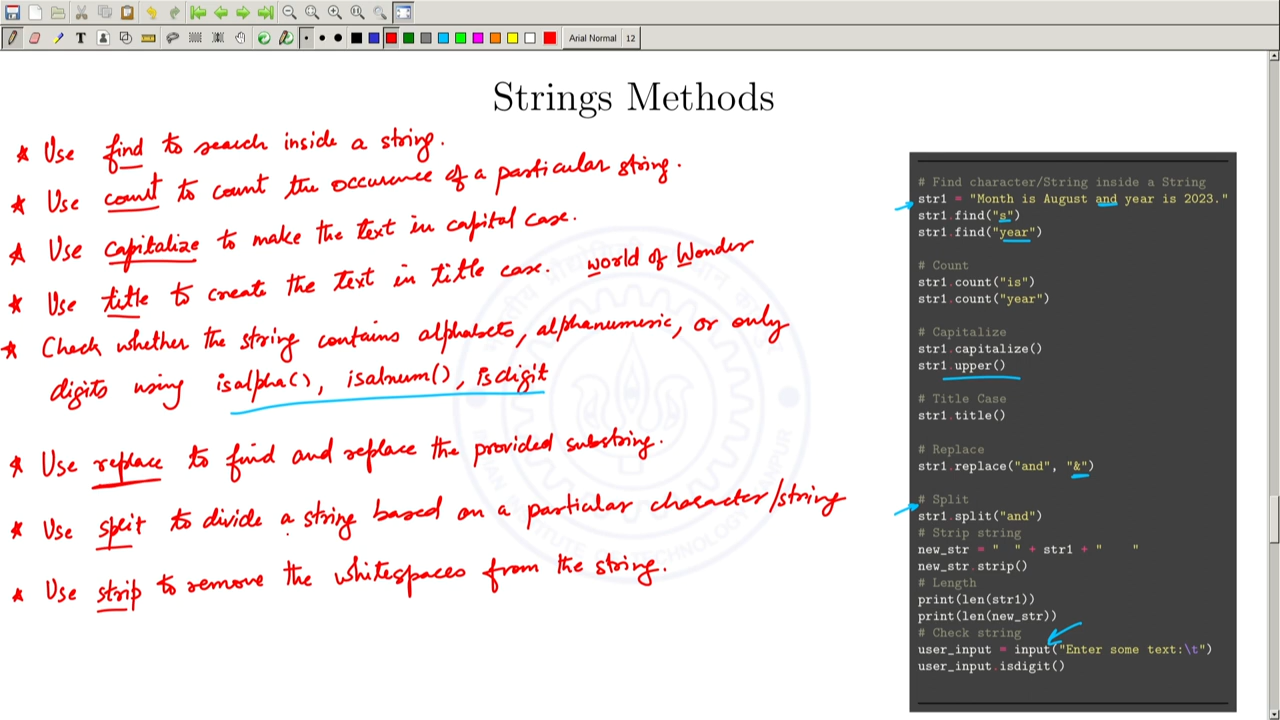 Arial Normal 12
Strings Methods
★ Use find to search inside a string.
★ Use count to count the occurence of a particular string.
★ Use capitalize to make the text in capital case.
★ Use title to create the text in title case. world of Wonder
★ Check whether the string contains alphabets, alphanumeric, or only
digits using isalpha(), isalnum(), isdigit
★ Use replace to find and replace the provided substring.
★ Use split to divide a string based on a particular character/string
★ Use strip to remove the whitespaces from the string.
# Find character/String inside a String
str1 = "Month is August and year is 2023."
str1.find("s")
str1.find("year")
# Count
str1.count("is")
str1.count("year")
# Capitalize
str1.capitalize()
str1.upper()
# Title Case
str1.title()
# Replace
str1.replace("and", "&")
# Split
str1.split("and")
# Strip string
new_str = "  " + str1 + "    "
new_str.strip()
# Length
print(len(str1))
print(len(new_str))
# Check string
user_input = input("Enter some text:\t")
user_input.isdigit()